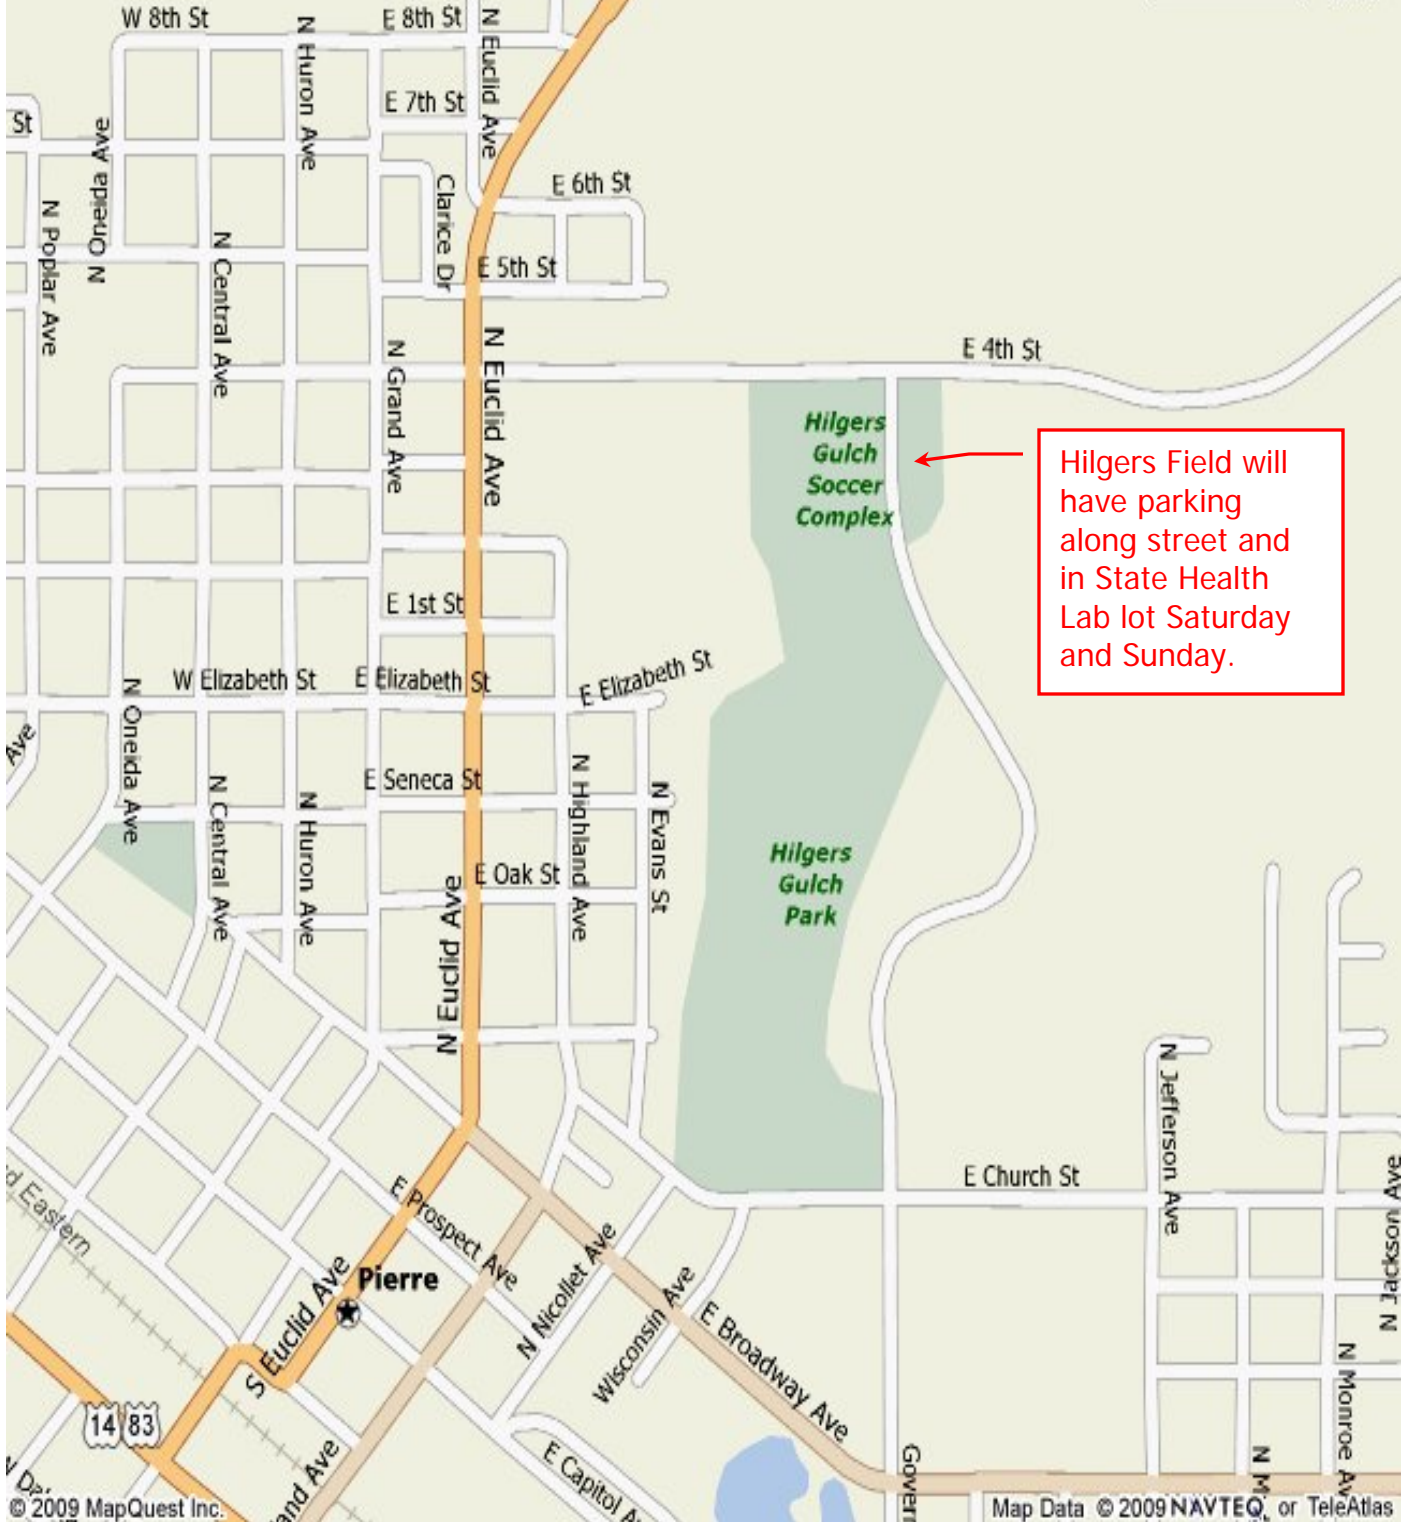 W 8th St
E 8th St
N Huron Ave
N Euclid Ave
E 7th St
St
N Oneida Ave
Clarice Dr
E 6th St
N Poplar Ave
N Central Ave
E 5th St
N Grand Ave
N Euclid Ave
E 4th St
Hilgers
Gulch
Soccer
Complex
Hilgers Field will
have parking
along street and
in State Health
Lab lot Saturday
and Sunday.
E 1st St
W Elizabeth St
E Elizabeth St
E Elizabeth St
N Oneida Ave
Ave
N Central Ave
N Huron Ave
E Seneca St
N Highland Ave
N Evans St
E Oak St
N Euclid Ave
Hilgers
Gulch
Park
N Jefferson Ave
E Church St
N Jackson Ave
rd Eastern
E Prospect Ave
Pierre
S Euclid Ave
N Nicollet Ave
Wisconsin Ave
E Broadway Ave
N Monroe Av
14 83
E Capitol A
Govern
N M
land Ave
© 2009 MapQuest Inc.
Map Data © 2009 NAVTEQ, or TeleAtlas